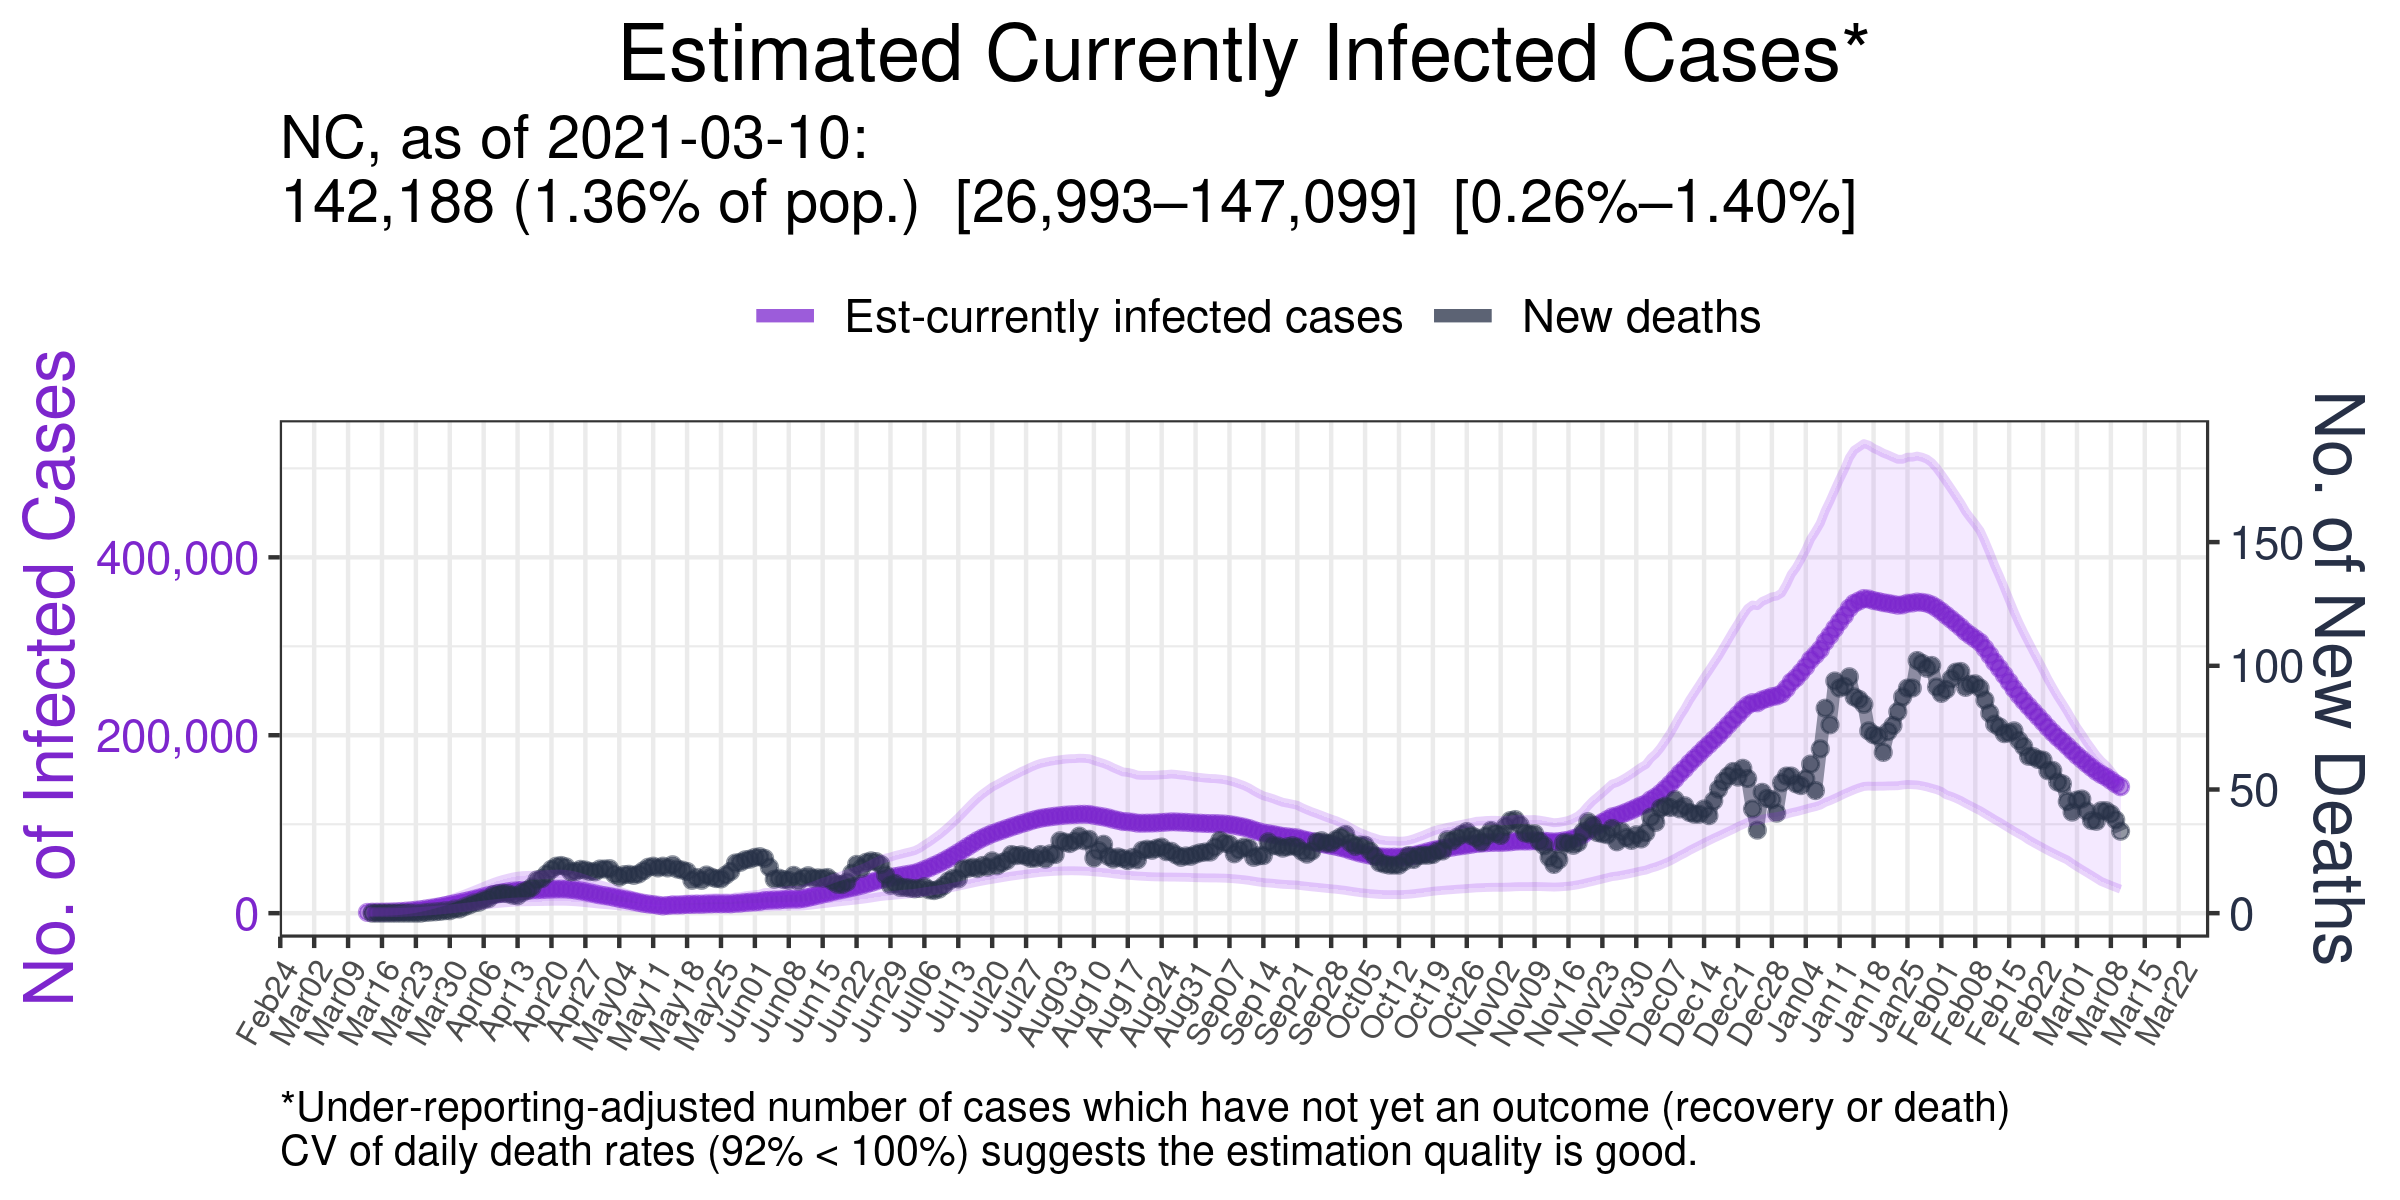 Estimated Currently Infected Cases*
NC, as of 2021-03-10:
142,188 (1.36% of pop.)  [26,993–147,099]  [0.26%–1.40%]
Est-currently infected cases
New deaths
No. of Infected Cases
400,000
200,000
0
No. of New Deaths
150
100
50
0
Feb24
Mar02
Mar09
Mar16
Mar23
Mar30
Apr06
Apr13
Apr20
Apr27
May04
May11
May18
May25
Jun01
Jun08
Jun15
Jun22
Jun29
Jul06
Jul13
Jul20
Jul27
Aug03
Aug10
Aug17
Aug24
Aug31
Sep07
Sep14
Sep21
Sep28
Oct05
Oct12
Oct19
Oct26
Nov02
Nov09
Nov16
Nov23
Nov30
Dec07
Dec14
Dec21
Dec28
Jan04
Jan11
Jan18
Jan25
Feb01
Feb08
Feb15
Feb22
Mar01
Mar08
Mar15
Mar22
*Under-reporting-adjusted number of cases which have not yet an outcome (recovery or death)
CV of daily death rates (92% < 100%) suggests the estimation quality is good.